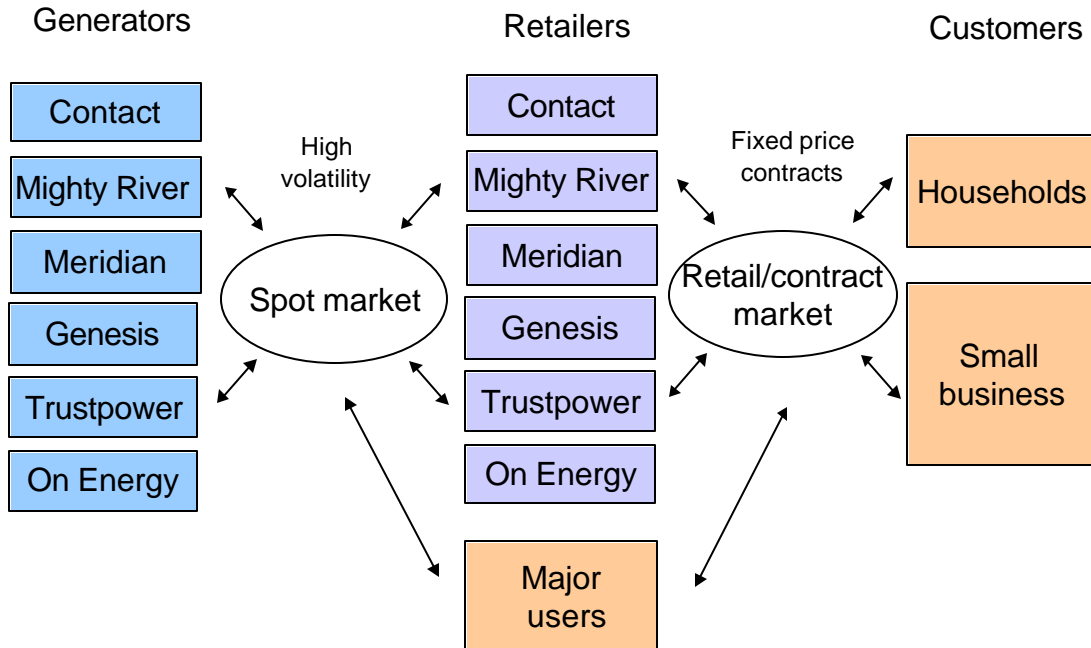 Generators
Contact
Mighty River
Meridian
Genesis
Trustpower
On Energy
High
volatility
Spot market
Retailers
Contact
Mighty River
Meridian
Genesis
Trustpower
On Energy
Major
users
Fixed price
contracts
Retail/contract
market
Customers
Households
Small
business